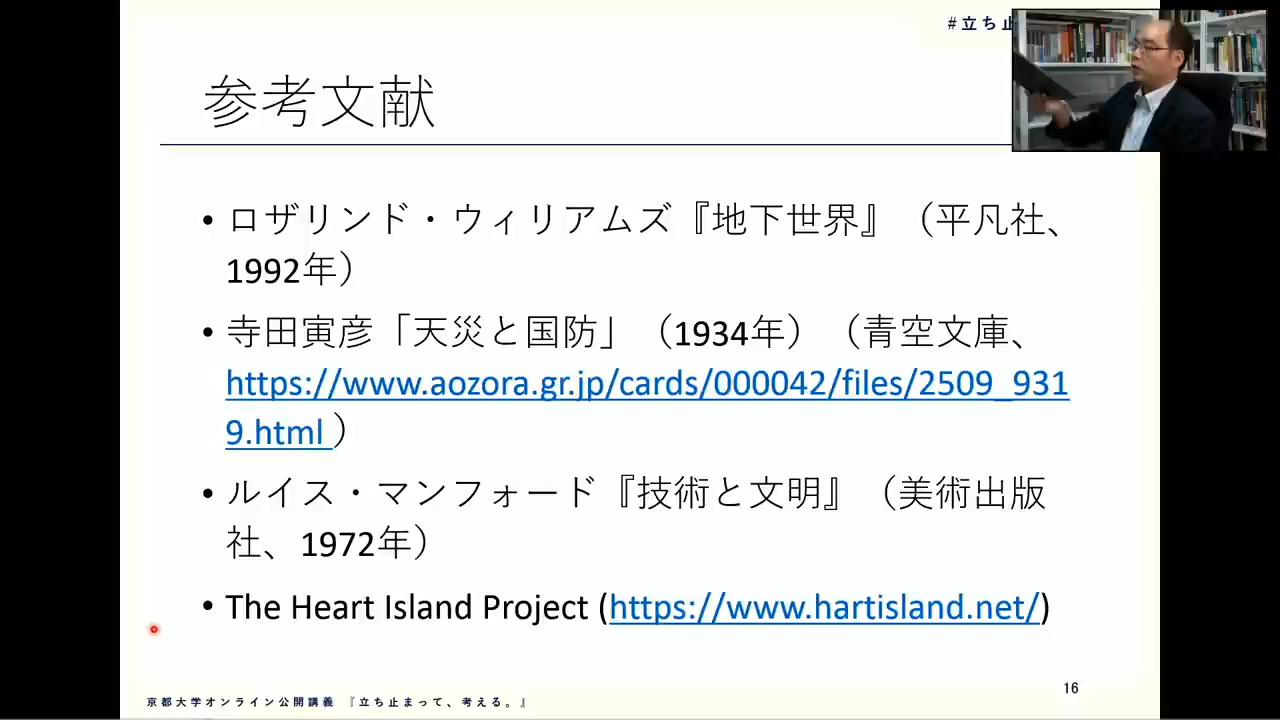 #立ち止
参考文献
• ロザリンド・ウィリアムズ『地下世界』（平凡社、
1992年）
• 寺田寅彦「天災と国防」（1934年）（青空文庫、
https://www.aozora.gr.jp/cards/000042/files/2509_931
9.html ）
• ルイス・マンフォード『技術と文明』（美術出版
社、1972年）
• The Heart Island Project (https://www.hartisland.net/)
16
京都大学オンライン公開講義 『立ち止まって、考える。』